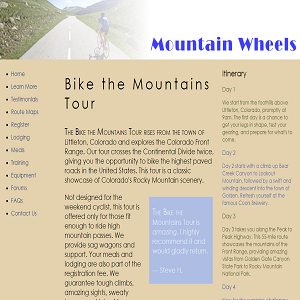 Mountain Wheels
Home
Learn More
Testimonials
Route Maps
Register
Lodging
Meals
Training
Equipment
Forums
FAQs
Contact Us
Bike the Mountains
Tour
The Bike the Mountains Tour rises from the town of
Littleton, Colorado and explores the Colorado Front
Range. Our tour crosses the Continental Divide twice,
giving you the opportunity to bike the highest paved
roads in the United States. This tour is a classic
showcase of Colorado's Rocky Mountain scenery.
Not designed for the
weekend cyclist, this tour is
offered only for those fit
enough to ride high
mountain passes. We
provide sag wagons and
support. Your meals and
lodging are also part of the
registration fee. We
guarantee tough climbs,
amazing sights, sweaty
The Bike the
Mountains Tour is
amazing. I highly
recommend it and
would gladly return.
— Steve H.
Itinerary
Day 1
We start from the foothills above
Littleton, Colorado, promptly at
9am. The first day is a chance to
get your legs in shape, test your
gearing, and prepare for what's to
come.
Day 2
Day 2 starts with a climb up Bear
Creek Canyon to Lookout
Mountain, followed by a swift and
winding descent into the town of
Golden. Refresh yourself at the
famous Coors Brewery.
Day 3
Day 3 takes you along the Peak to
Peak Highway. This 55-mile route
showcases the mountains of the
Front Range, providing amazing
vistas from Golden Gate Canyon
State Park to Rocky Mountain
National Park.
Day 4